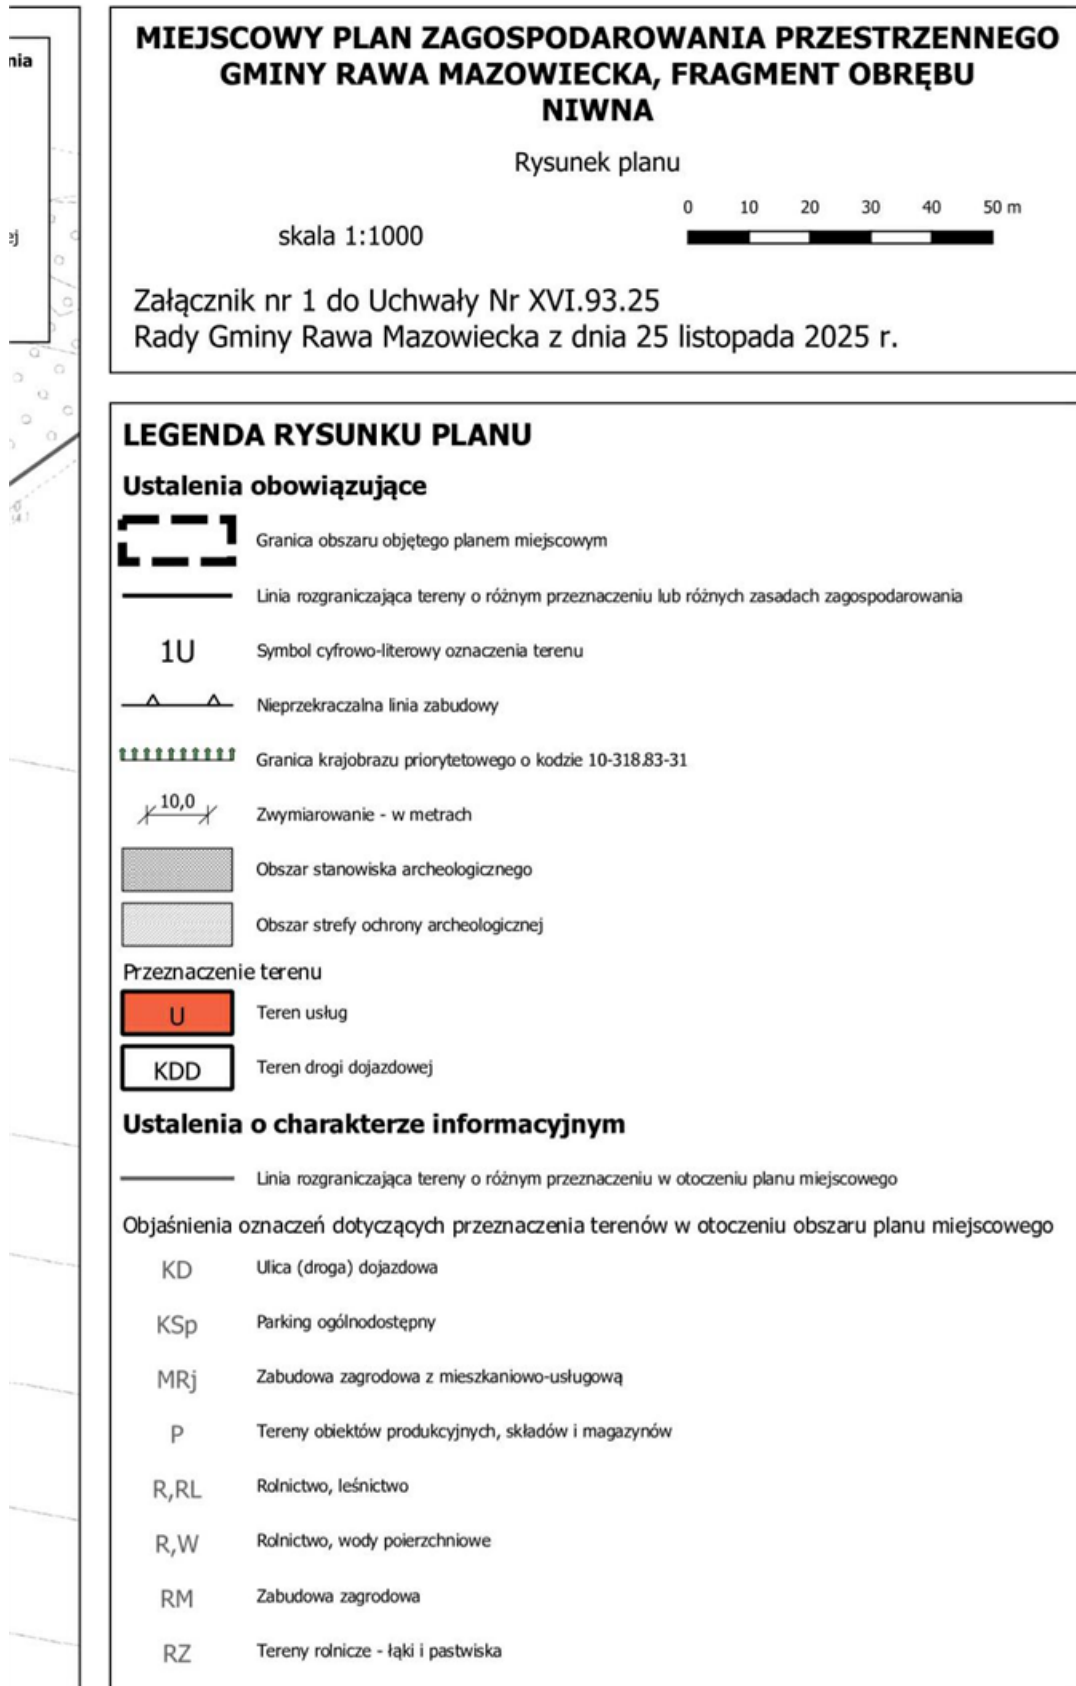 nia
ej
MIEJSCOWY PLAN ZAGOSPODAROWANIA PRZESTRZENNEGO
GMINY RAWA MAZOWIECKA, FRAGMENT OBRĘBU
NIWNA
Rysunek planu
0 10 20 30 40 50 m
skala 1:1000
Załącznik nr 1 do Uchwały Nr XVI.93.25
Rady Gminy Rawa Mazowiecka z dnia 25 listopada 2025 r.
LEGENDA RYSUNKU PLANU
Ustalenia obowiązujące
Granica obszaru objętego planem miejscowym
Linia rozgraniczająca tereny o różnym przeznaczeniu lub różnych zasadach zagospodarowania
1U Symbol cyfrowo-literowy oznaczenia terenu
Nieprzekraczalna linia zabudowy
Granica krajobrazu priorytetowego o kodzie 10-318.83-31
10,0 Zwymiarowanie - w metrach
Obszar stanowiska archeologicznego
Obszar strefy ochrony archeologicznej
Przeznaczenie terenu
U Teren usług
KDD Teren drogi dojazdowej
Ustalenia o charakterze informacyjnym
Linia rozgraniczająca tereny o różnym przeznaczeniu w otoczeniu planu miejscowego
Objaśnienia oznaczeń dotyczących przeznaczenia terenów w otoczeniu obszaru planu miejscowego
KD Ulica (droga) dojazdowa
KSp Parking ogólnodostępny
MRj Zabudowa zagrodowa z mieszkaniowo-usługową
P Tereny obiektów produkcyjnych, składów i magazynów
R,RL Rolnictwo, leśnictwo
R,W Rolnictwo, wody poierzchniowe
RM Zabudowa zagrodowa
RZ Tereny rolnicze - łąki i pastwiska